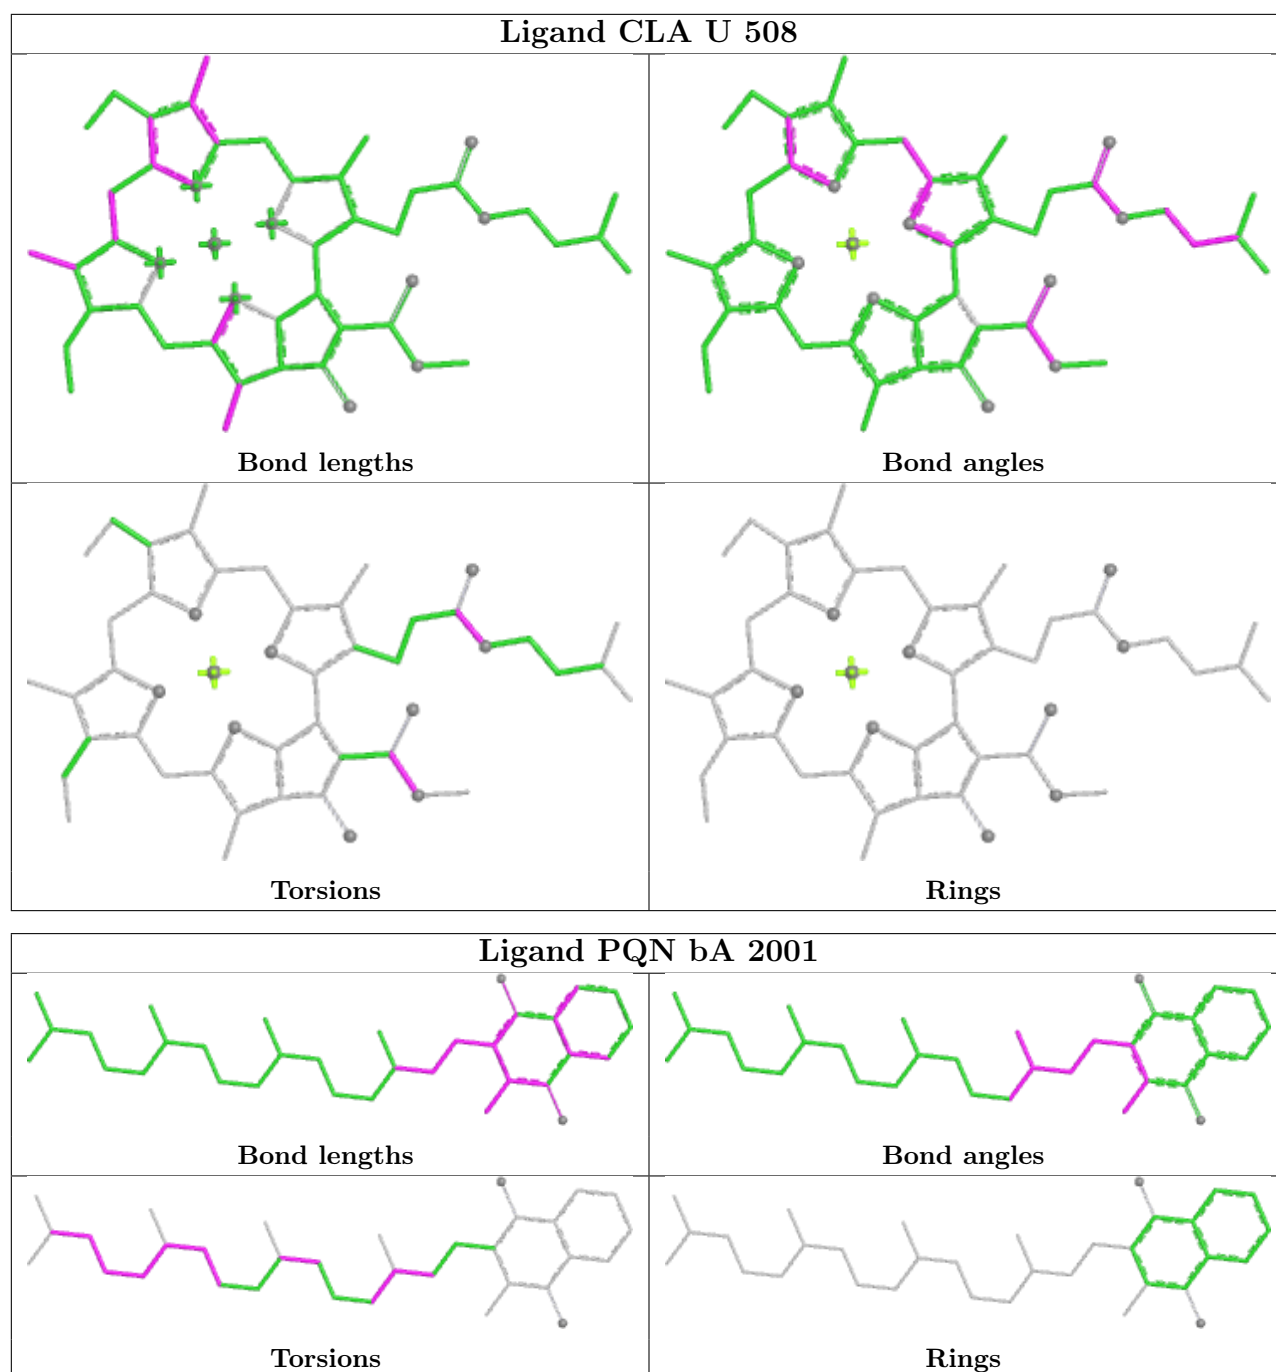 Ligand CLA U 508
Bond lengths
Bond angles
Torsions
Rings
Ligand PQN bA 2001
Bond lengths
Bond angles
Torsions
Rings